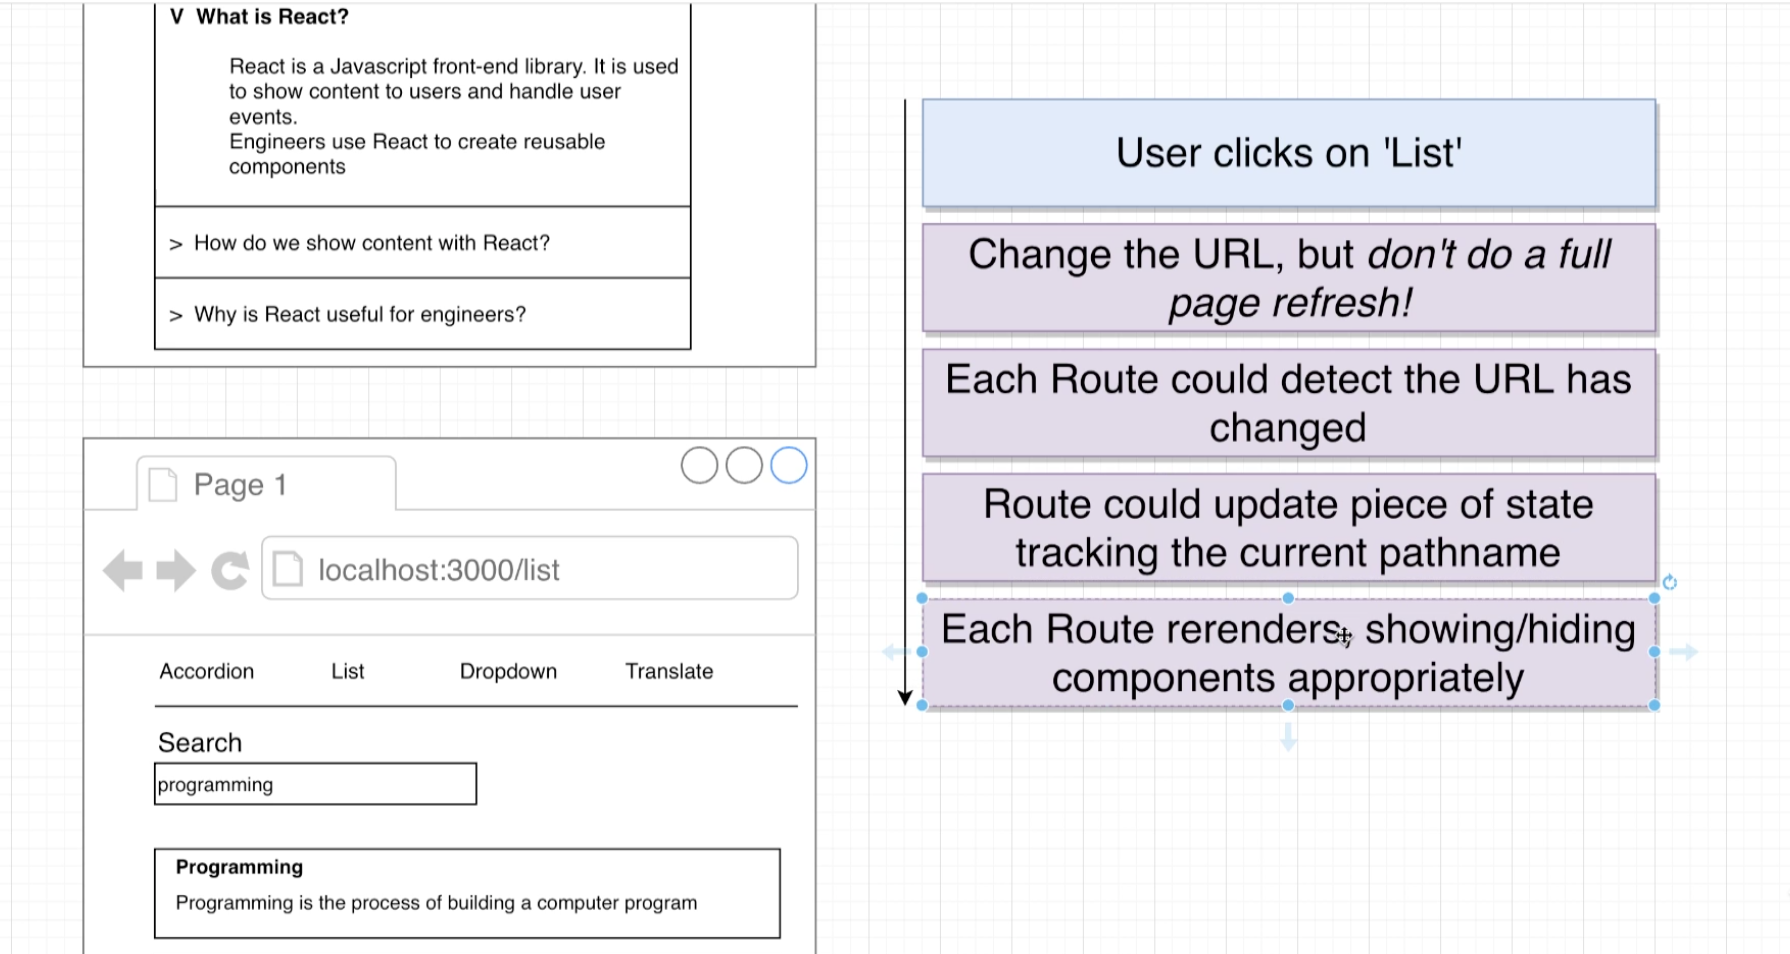 V What is React?
React is a Javascript front-end library. It is used
to show content to users and handle user
events.
Engineers use React to create reusable
components
> How do we show content with React?
> Why is React useful for engineers?
Page 1
localhost:3000/list
Accordion List Dropdown Translate
Search
programming
Programming
Programming is the process of building a computer program
User clicks on 'List'
Change the URL, but don't do a full
page refresh!
Each Route could detect the URL has
changed
Route could update piece of state
tracking the current pathname
Each Route rerenders, showing/hiding
components appropriately